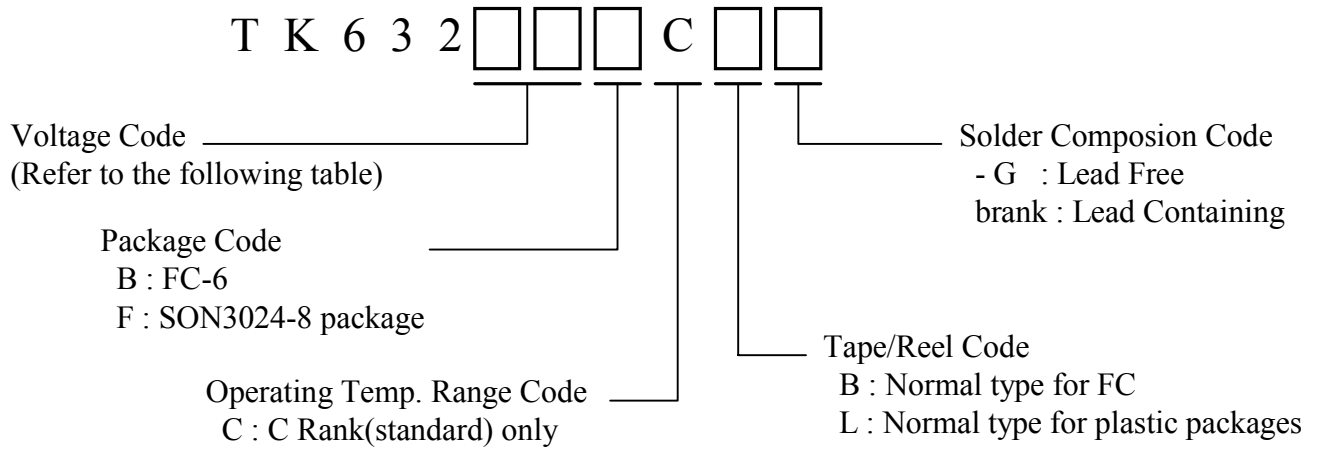 T K 6 3 2 □ □ □ C □ □
Voltage Code
(Refer to the following table)
Solder Composion Code
- G : Lead Free
brank : Lead Containing
Package Code
B : FC-6
F : SON3024-8 package
Tape/Reel Code
B : Normal type for FC
L : Normal type for plastic packages
Operating Temp. Range Code
C : C Rank(standard) only